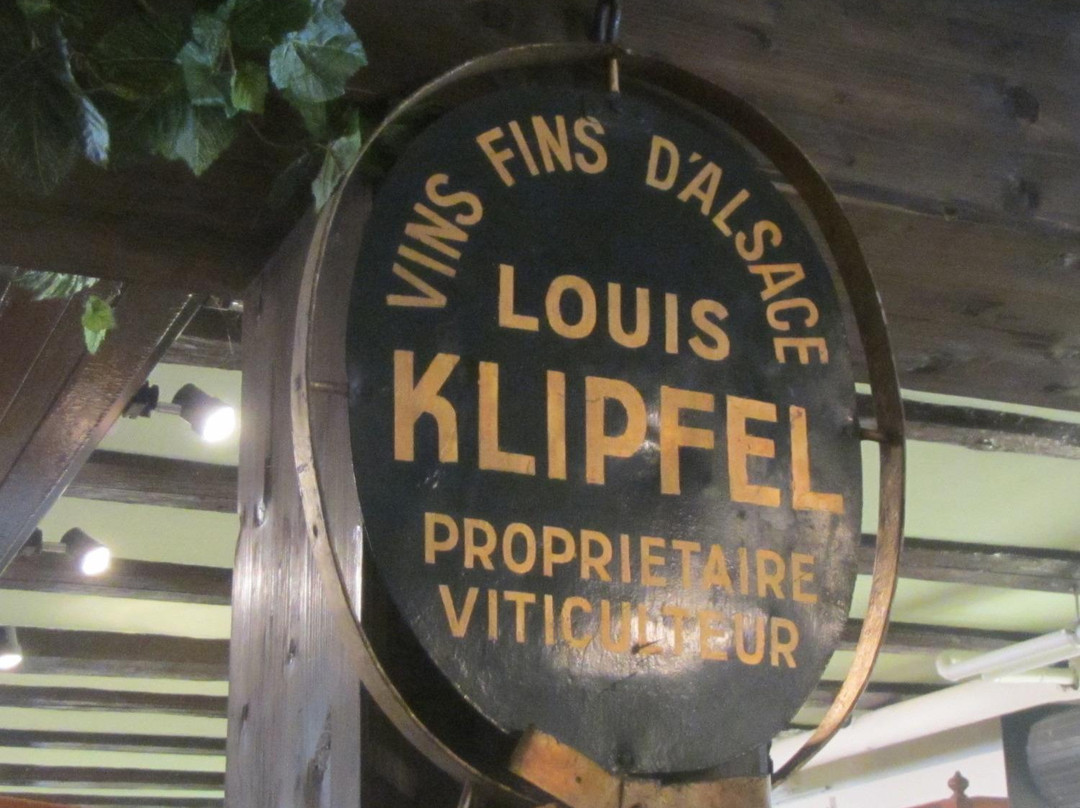 VINS FINS D'ALSACE
LOUIS
KLIPFEL
PROPRIETAIRE
VITICULTEUR